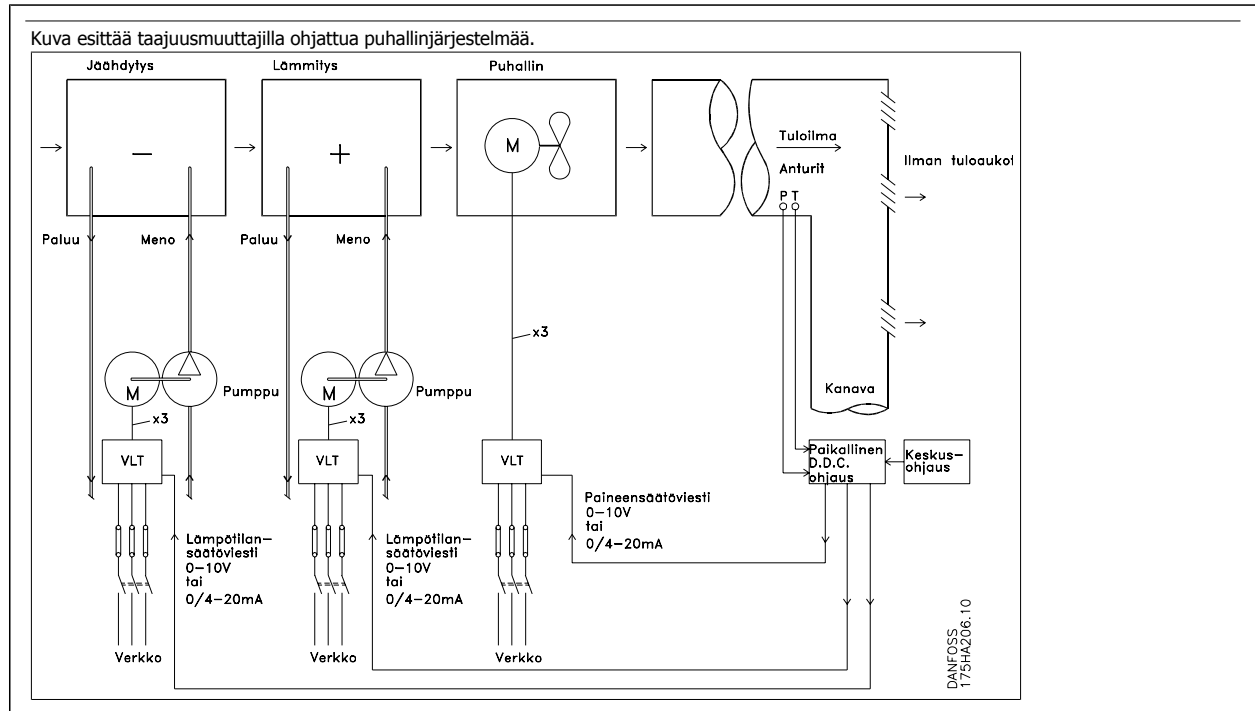 Kuva esittää taajuusmuuttajilla ohjattua puhallinjärjestelmää.
Jäähdytys
Lämmitys
Puhallin
−
+
M
Tuloilma
Anturit
P T
Ilman tuloaukot
Paluu
Meno
Paluu
Meno
x3
M
Pumppu
M
Pumppu
Kanava
x3
x3
VLT
VLT
VLT
Paikallinen
D.D.C.
ohjaus
Keskus-
ohjaus
Lämpötilan-
säätöviesti
0−10V
tai
0/4−20mA
Lämpötilan-
säätöviesti
0−10V
tai
0/4−20mA
Paineensäätöviesti
0−10V
tai
0/4−20mA
Verkko
Verkko
Verkko
DANFOSS
175HA206.10